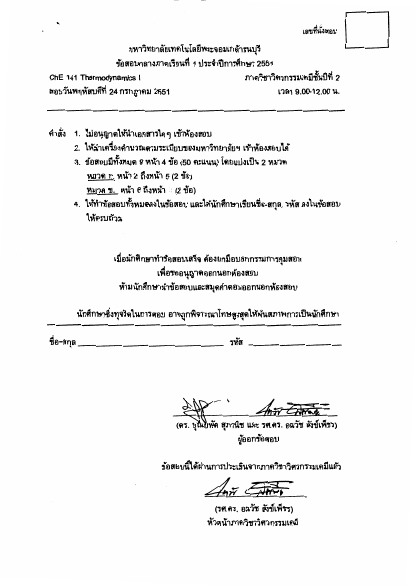 เลขที่นั่งสอบ
มหาวิทยาลัยเทคโนโลยีพระจอมเกล้าธนบุรี
ข้อสอบกลางภาคเรียนที่ 1 ประจำปีการศึกษา 2551
ChE 141 Thermodynamics I ภาควิชาวิศวกรรมเคมีชั้นปีที่ 2
สอบวันพฤหัสบดีที่ 24 กรกฎาคม 2551 เวลา 9.00-12.00 น.
คำสั่ง 1. ไม่อนุญาตให้นำเอกสารใดๆ เข้าห้องสอบ
2. ให้นำเครื่องคำนวณตามระเบียบของมหาวิทยาลัยฯ เข้าห้องสอบได้
3. ข้อสอบมีทั้งหมด 9 หน้า 4 ข้อ (50 คะแนน) โดยแบ่งเป็น 2 หมวด
หมวด ก. หน้า 2 ถึงหน้า 5 (2 ข้อ)
หมวด ข. หน้า 6 ถึงหน้า (2 ข้อ)
4. ให้ทำข้อสอบทั้งหมดลงในข้อสอบ และให้นักศึกษาเขียนชื่อ-สกุล, รหัส ลงในข้อสอบ
ให้ครบถ้วน
เมื่อนักศึกษาทำข้อสอบเสร็จ ต้องยกมือบอกกรรมการคุมสอบ
เพื่อขออนุญาตออกนอกห้องสอบ
ห้ามนักศึกษานำข้อสอบและสมุดคำตอบออกนอกห้องสอบ
นักศึกษาซึ่งทุจริตในการสอบ อาจถูกพิจารณาโทษสูงสุดให้พ้นสภาพการเป็นนักศึกษา
ชื่อ-สกุล รหัส
(ดร. สุภวนิช และ รศ.ดร. อนวัช สังข์เพ็ชร)
ผู้ออกข้อสอบ
ข้อสอบนี้ได้ผ่านการประเมินจากภาควิชาวิศวกรรมเคมีแล้ว
(รศ.ดร. อนวัช สังข์เพ็ชร)
หัวหน้าภาควิชาวิศวกรรมเคมี